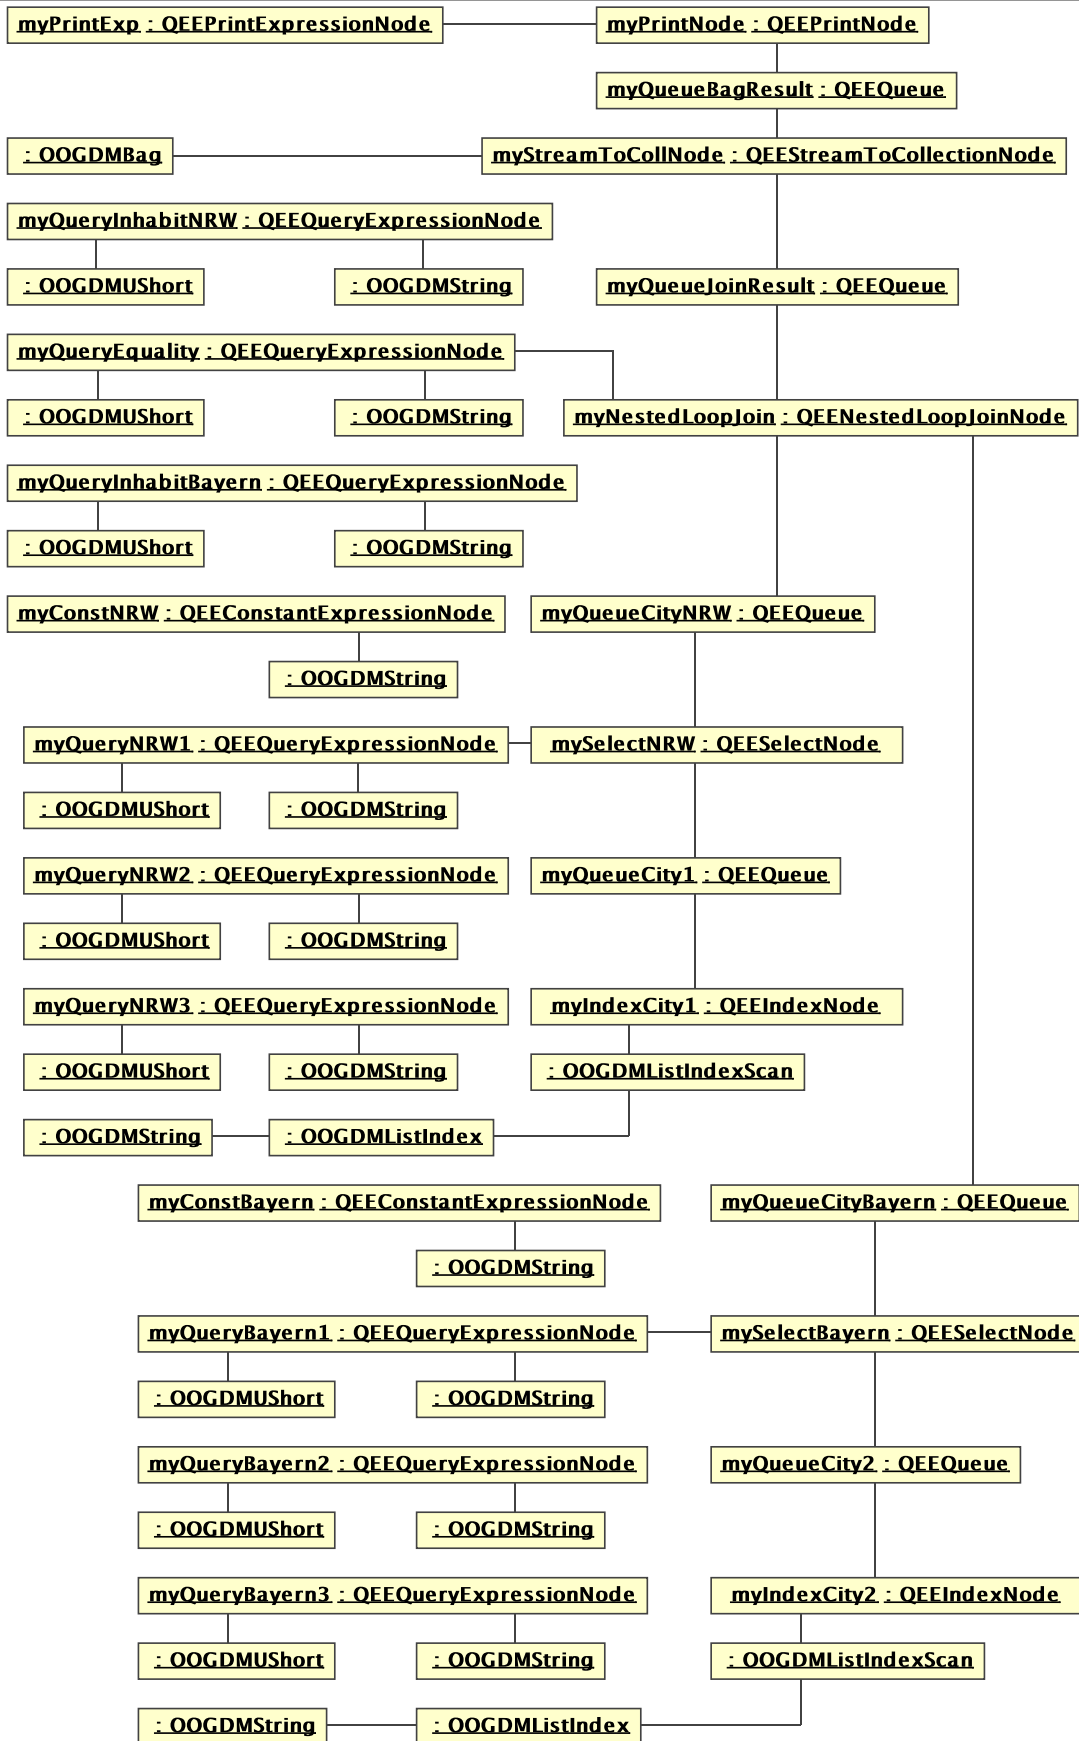 myPrintExp : QEEPrintExpressionNode
myPrintNode : QEEPrintNode
myQueueBagResult : QEEQueue
: OOGDMBag
myStreamToCollNode : QEEStreamToCollectionNode
myQueryInhabitNRW : QEEQueryExpressionNode
: OOGDMUShort
: OOGDMString
myQueueJoinResult : QEEQueue
myQueryEquality : QEEQueryExpressionNode
: OOGDMUShort
: OOGDMString
myNestedLoopJoin : QEENestedLoopJoinNode
myQueryInhabitBayern : QEEQueryExpressionNode
: OOGDMUShort
: OOGDMString
myConstNRW : QEEConstantExpressionNode
myQueueCityNRW : QEEQueue
: OOGDMString
myQueryNRW1 : QEEQueryExpressionNode
mySelectNRW : QEESelectNode
: OOGDMUShort
: OOGDMString
myQueryNRW2 : QEEQueryExpressionNode
myQueueCity1 : QEEQueue
: OOGDMUShort
: OOGDMString
myQueryNRW3 : QEEQueryExpressionNode
myIndexCity1 : QEEIndexNode
: OOGDMUShort
: OOGDMString
: OOGDMListIndexScan
: OOGDMString
: OOGDMListIndex
myConstBayern : QEEConstantExpressionNode
myQueueCityBayern : QEEQueue
: OOGDMString
myQueryBayern1 : QEEQueryExpressionNode
mySelectBayern : QEESelectNode
: OOGDMUShort
: OOGDMString
myQueryBayern2 : QEEQueryExpressionNode
myQueueCity2 : QEEQueue
: OOGDMUShort
: OOGDMString
myQueryBayern3 : QEEQueryExpressionNode
myIndexCity2 : QEEIndexNode
: OOGDMUShort
: OOGDMString
: OOGDMListIndexScan
: OOGDMString
: OOGDMListIndex